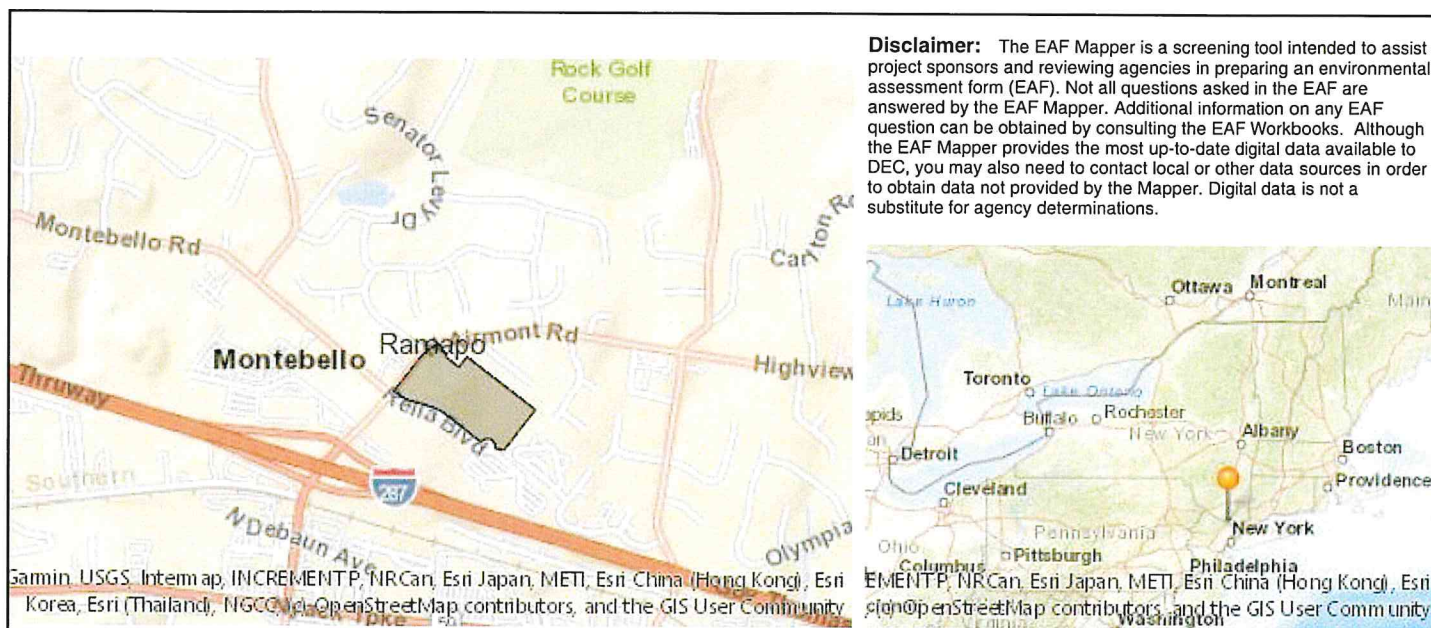 Disclaimer: The EAF Mapper is a screening tool intended to assist
project sponsors and reviewing agencies in preparing an environmental
assessment form (EAF). Not all questions asked in the EAF are
answered by the EAF Mapper. Additional information on any EAF
question can be obtained by consulting the EAF Workbooks. Although
the EAF Mapper provides the most up-to-date digital data available to
DEC, you may also need to contact local or other data sources in order
to obtain data not provided by the Mapper. Digital data is not a
substitute for agency determinations.
Rock Golf
Course
Senator Levy Dr
Montebello Rd
Carlton Rd
Ramapo
Airmont Rd
Montebello
Highview
Thruway
Rella Blvd
Southern
287
N Debaun Ave
Olympia
Garmin, USGS, Intermap, INCREMENT P, NRCan, Esri Japan, METI, Esri China (Hong Kong), Esri
Korea, Esri (Thailand), NGCC, (c) OpenStreetMap contributors, and the GIS User Community
Ottawa
Montreal
Main
Lake Huron
Toronto
Lake Ontario
Buffalo
Rochester
New York
Albany
Boston
Detroit
Providence
Cleveland
New York
Pennsylvania
Ohio
Pittsburgh
Columbus
Philadelphia
EMENT P, NRCan, Esri Japan, METI, Esri China (Hong Kong), Esri
OpenStreetMap contributors, and the GIS User Community
Virginia
Washington